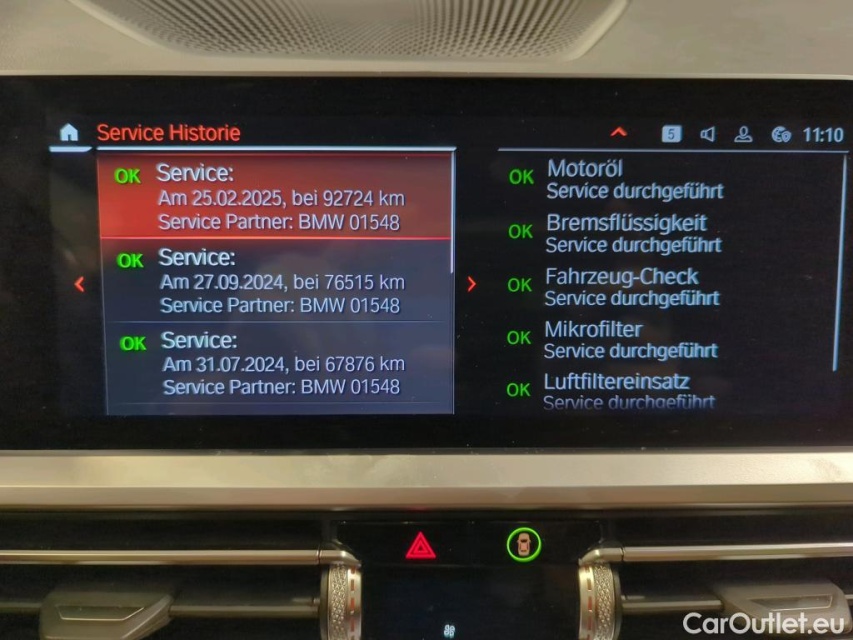 Service Historie
5
11:10
OK Service:
Am 25.02.2025, bei 92724 km
Service Partner: BMW 01548
OK Service:
Am 27.09.2024, bei 76515 km
Service Partner: BMW 01548
OK Service:
Am 31.07.2024, bei 67876 km
Service Partner: BMW 01548
OK Motoröl
Service durchgeführt
OK Bremsflüssigkeit
Service durchgeführt
OK Fahrzeug-Check
Service durchgeführt
OK Mikrofilter
Service durchgeführt
OK Luftfiltereinsatz
Service durchgeführt
CarOutlet.eu